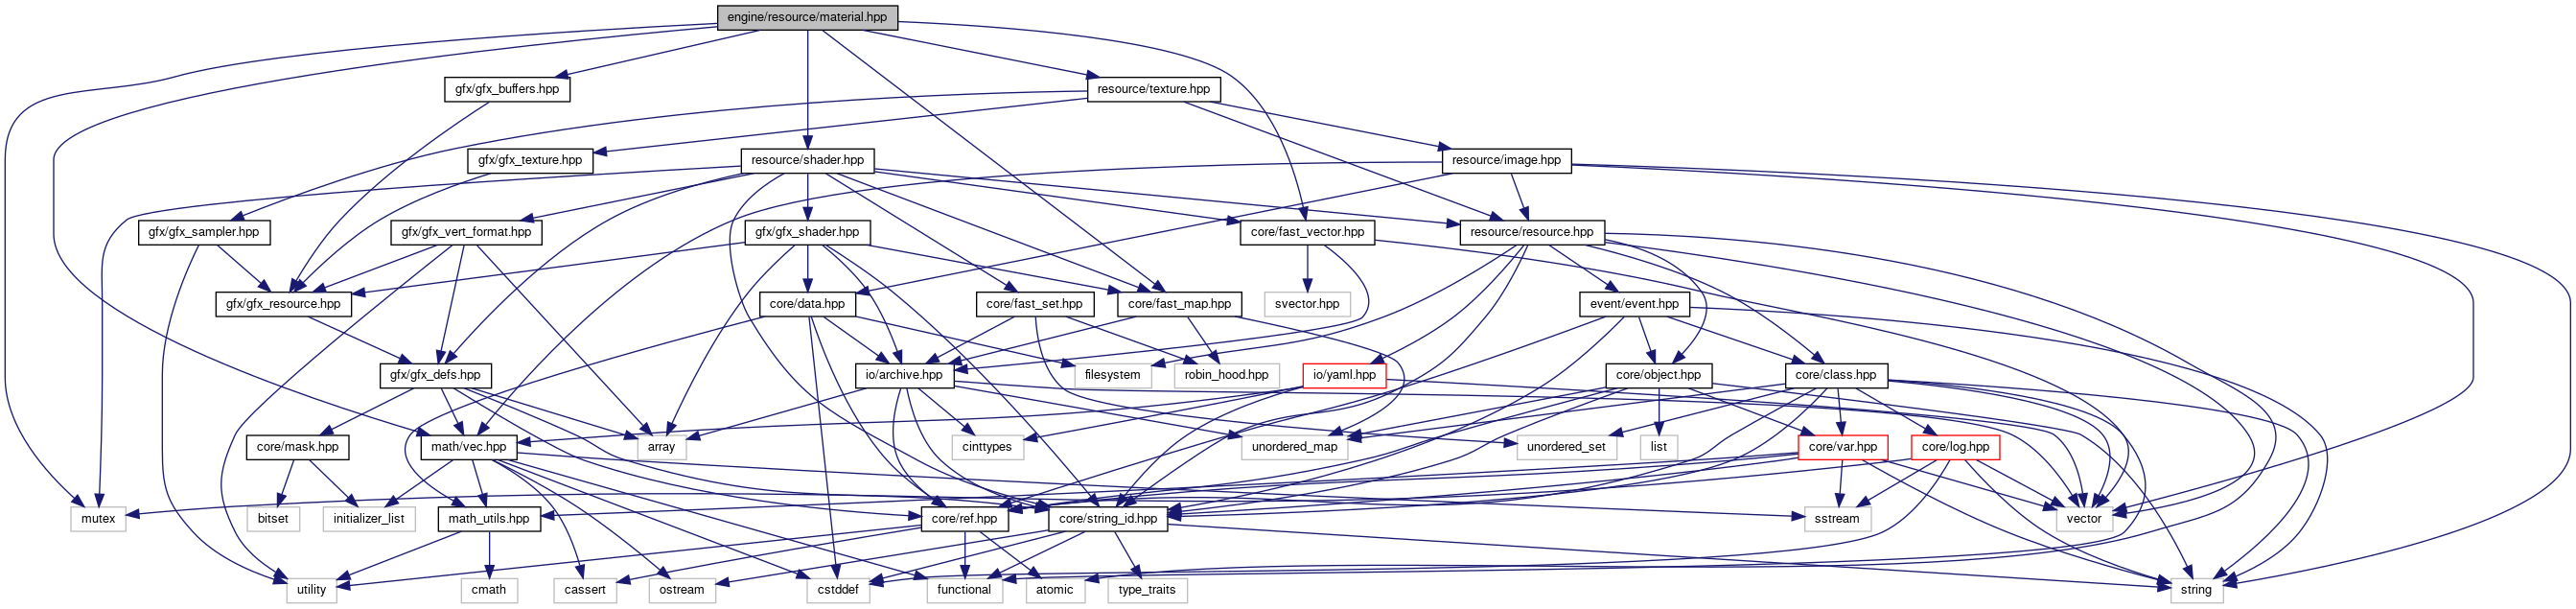 engine/resource/material.hpp
gfx/gfx_buffers.hpp
resource/texture.hpp
gfx/gfx_texture.hpp
resource/shader.hpp
resource/image.hpp
gfx/gfx_sampler.hpp
gfx/gfx_vert_format.hpp
gfx/gfx_shader.hpp
core/fast_vector.hpp
resource/resource.hpp
gfx/gfx_resource.hpp
core/data.hpp
core/fast_set.hpp
core/fast_map.hpp
svector.hpp
event/event.hpp
gfx/gfx_defs.hpp
io/archive.hpp
filesystem
robin_hood.hpp
io/yaml.hpp
core/object.hpp
core/class.hpp
core/mask.hpp
math/vec.hpp
array
cinttypes
unordered_map
unordered_set
list
core/var.hpp
core/log.hpp
mutex
bitset
initializer_list
math_utils.hpp
core/ref.hpp
core/string_id.hpp
sstream
vector
utility
cmath
cassert
ostream
cstddef
functional
atomic
type_traits
string